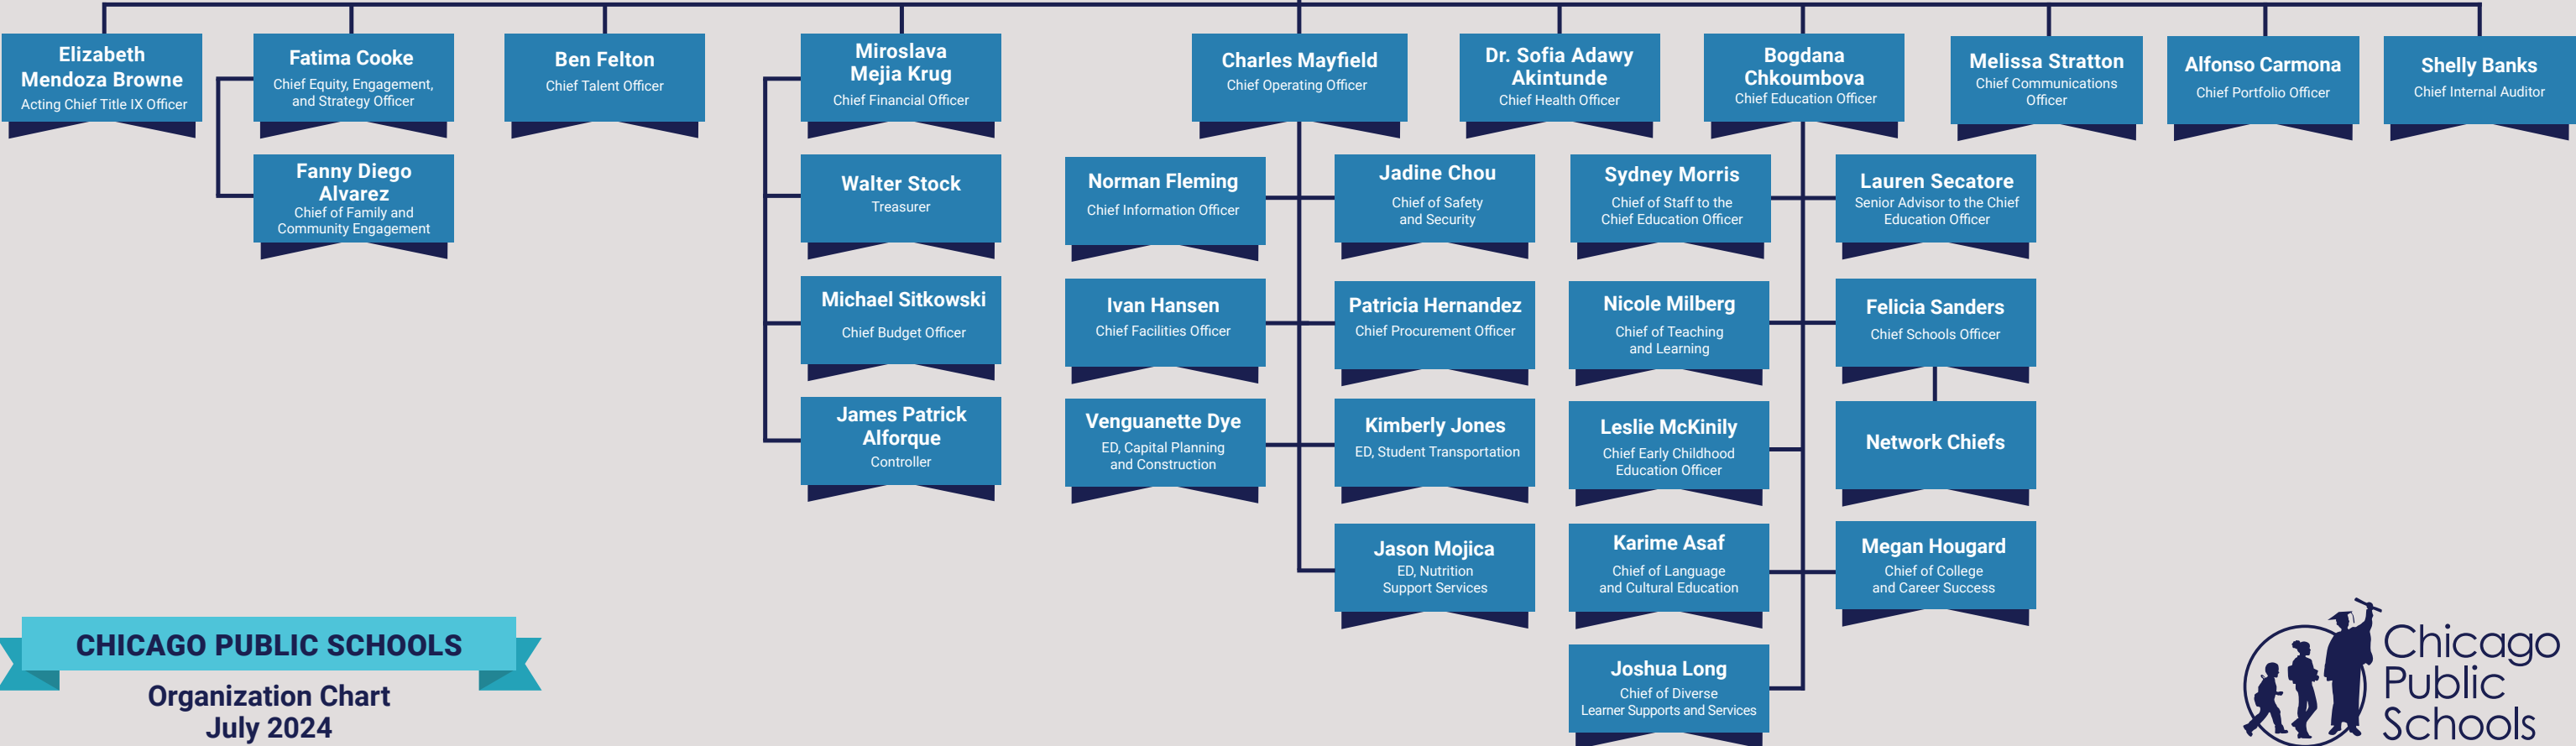 Elizabeth
Mendoza Browne
Acting Chief Title IX Officer
Fatima Cooke
Chief Equity, Engagement,
and Strategy Officer
Ben Felton
Chief Talent Officer
Miroslava
Mejia Krug
Chief Financial Officer
Charles Mayfield
Chief Operating Officer
Dr. Sofia Adawy
Akintunde
Chief Health Officer
Bogdana
Chkoumbova
Chief Education Officer
Melissa Stratton
Chief Communications
Officer
Alfonso Carmona
Chief Portfolio Officer
Shelly Banks
Chief Internal Auditor
Fanny Diego
Alvarez
Chief of Family and
Community Engagement
Walter Stock
Treasurer
Norman Fleming
Chief Information Officer
Jadine Chou
Chief of Safety
and Security
Sydney Morris
Chief of Staff to the
Chief Education Officer
Lauren Secatore
Senior Advisor to the Chief
Education Officer
Michael Sitkowski
Chief Budget Officer
Ivan Hansen
Chief Facilities Officer
Patricia Hernandez
Chief Procurement Officer
Nicole Milberg
Chief of Teaching
and Learning
Felicia Sanders
Chief Schools Officer
James Patrick
Alforque
Controller
Venguanette Dye
ED, Capital Planning
and Construction
Kimberly Jones
ED, Student Transportation
Leslie McKinily
Chief Early Childhood
Education Officer
Network Chiefs
Jason Mojica
ED, Nutrition
Support Services
Karime Asaf
Chief of Language
and Cultural Education
Megan Hougard
Chief of College
and Career Success
Joshua Long
Chief of Diverse
Learner Supports and Services
CHICAGO PUBLIC SCHOOLS
Organization Chart
July 2024
Chicago
Public
Schools